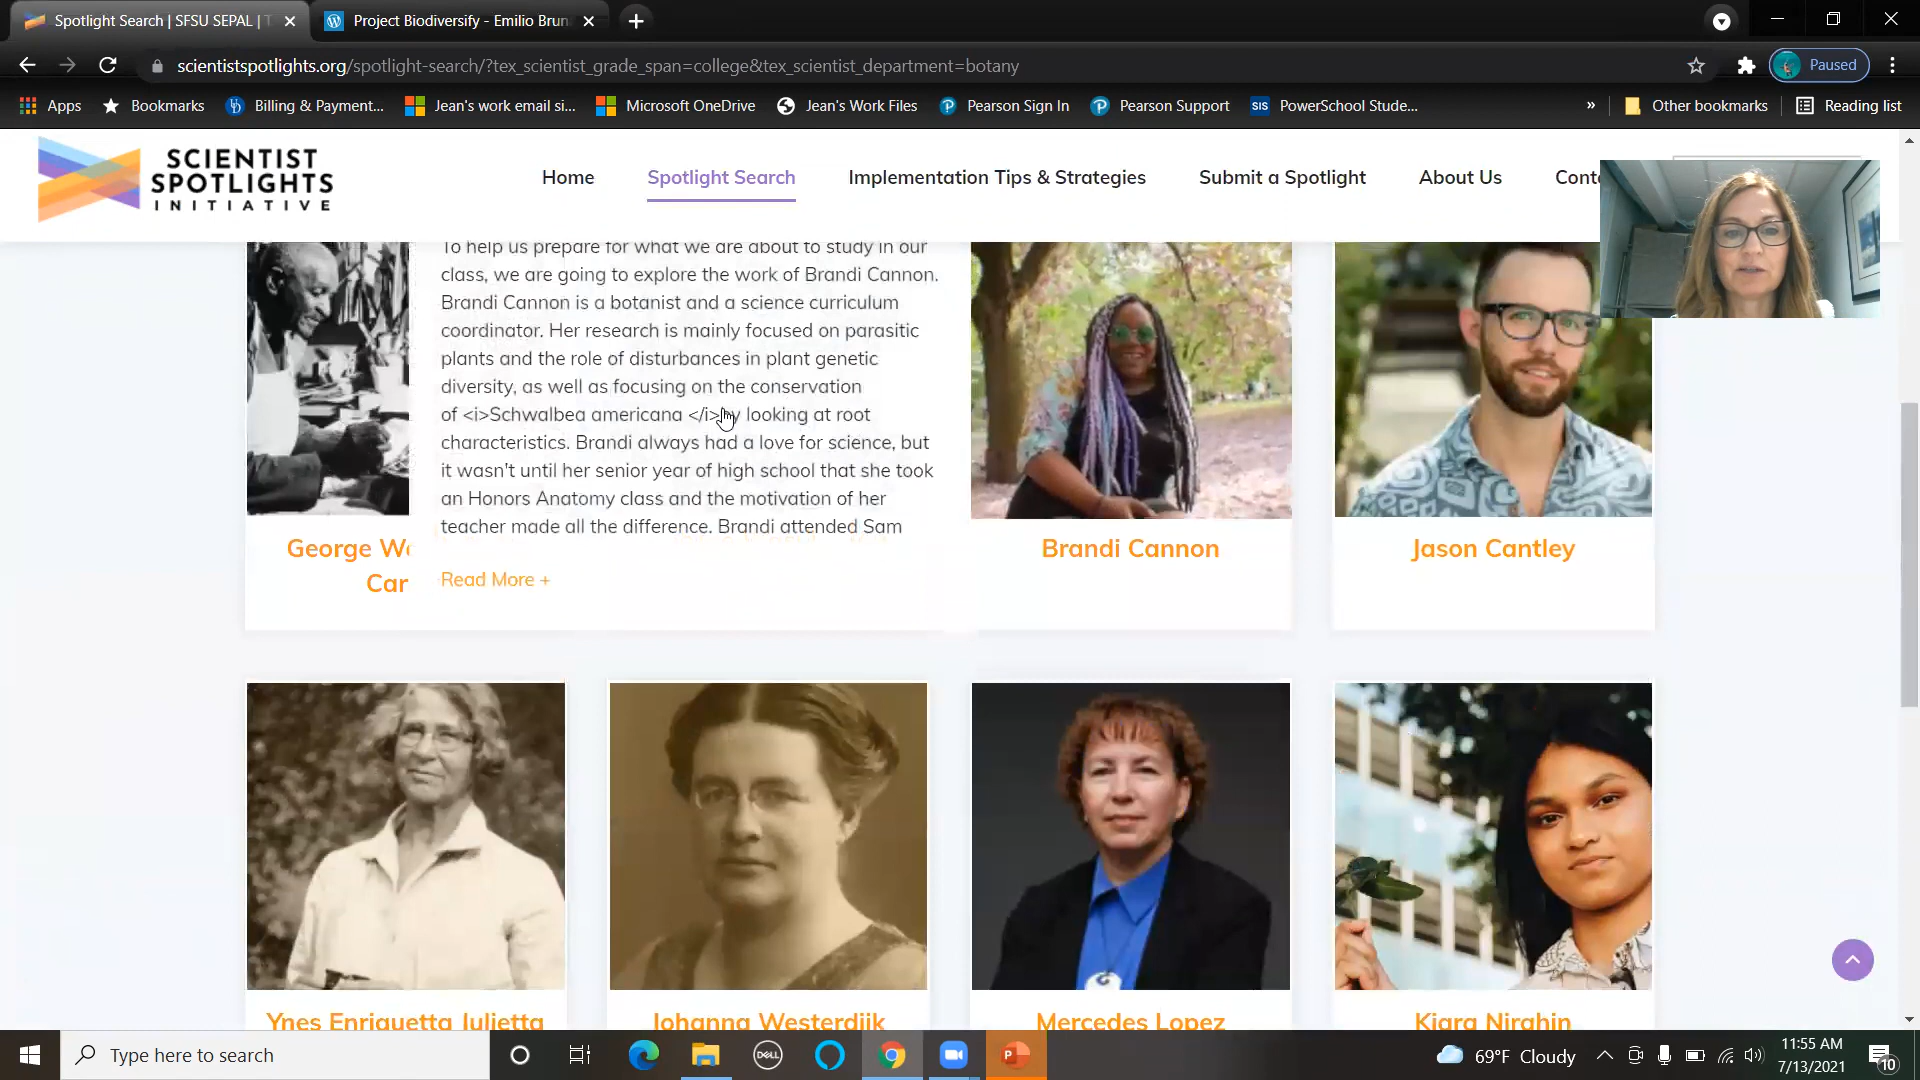 Spotlight Search | SFSU SEPAL | T
Project Biodiversify - Emilio Brun
scientistspotlights.org/spotlight-search/?tex_scientist_grade_span=college&tex_scientist_department=botany
Paused
Apps
Bookmarks
Billing & Payment...
Jean's work email si...
Microsoft OneDrive
Jean's Work Files
Pearson Sign In
Pearson Support
SIS
PowerSchool Stude...
»
Other bookmarks
Reading list
SCIENTIST
SPOTLIGHTS
INITIATIVE
Home
Spotlight Search
Implementation Tips & Strategies
Submit a Spotlight
About Us
Conta
To help us prepare for what we are about to study in our
class, we are going to explore the work of Brandi Cannon.
Brandi Cannon is a botanist and a science curriculum
coordinator. Her research is mainly focused on parasitic
plants and the role of disturbances in plant genetic
diversity, as well as focusing on the conservation
of <i>Schwalbea americana </i>by looking at root
characteristics. Brandi always had a love for science, but
it wasn't until her senior year of high school that she took
an Honors Anatomy class and the motivation of her
teacher made all the difference. Brandi attended Sam
Read More +
George Wa
Car
Brandi Cannon
Jason Cantley
Ynes Enriquetta Julietta
Johanna Westerdijk
Mercedes Lopez
Kiara Nirghin
Type here to search
DELL
P
69°F Cloudy
11:55 AM
7/13/2021
10